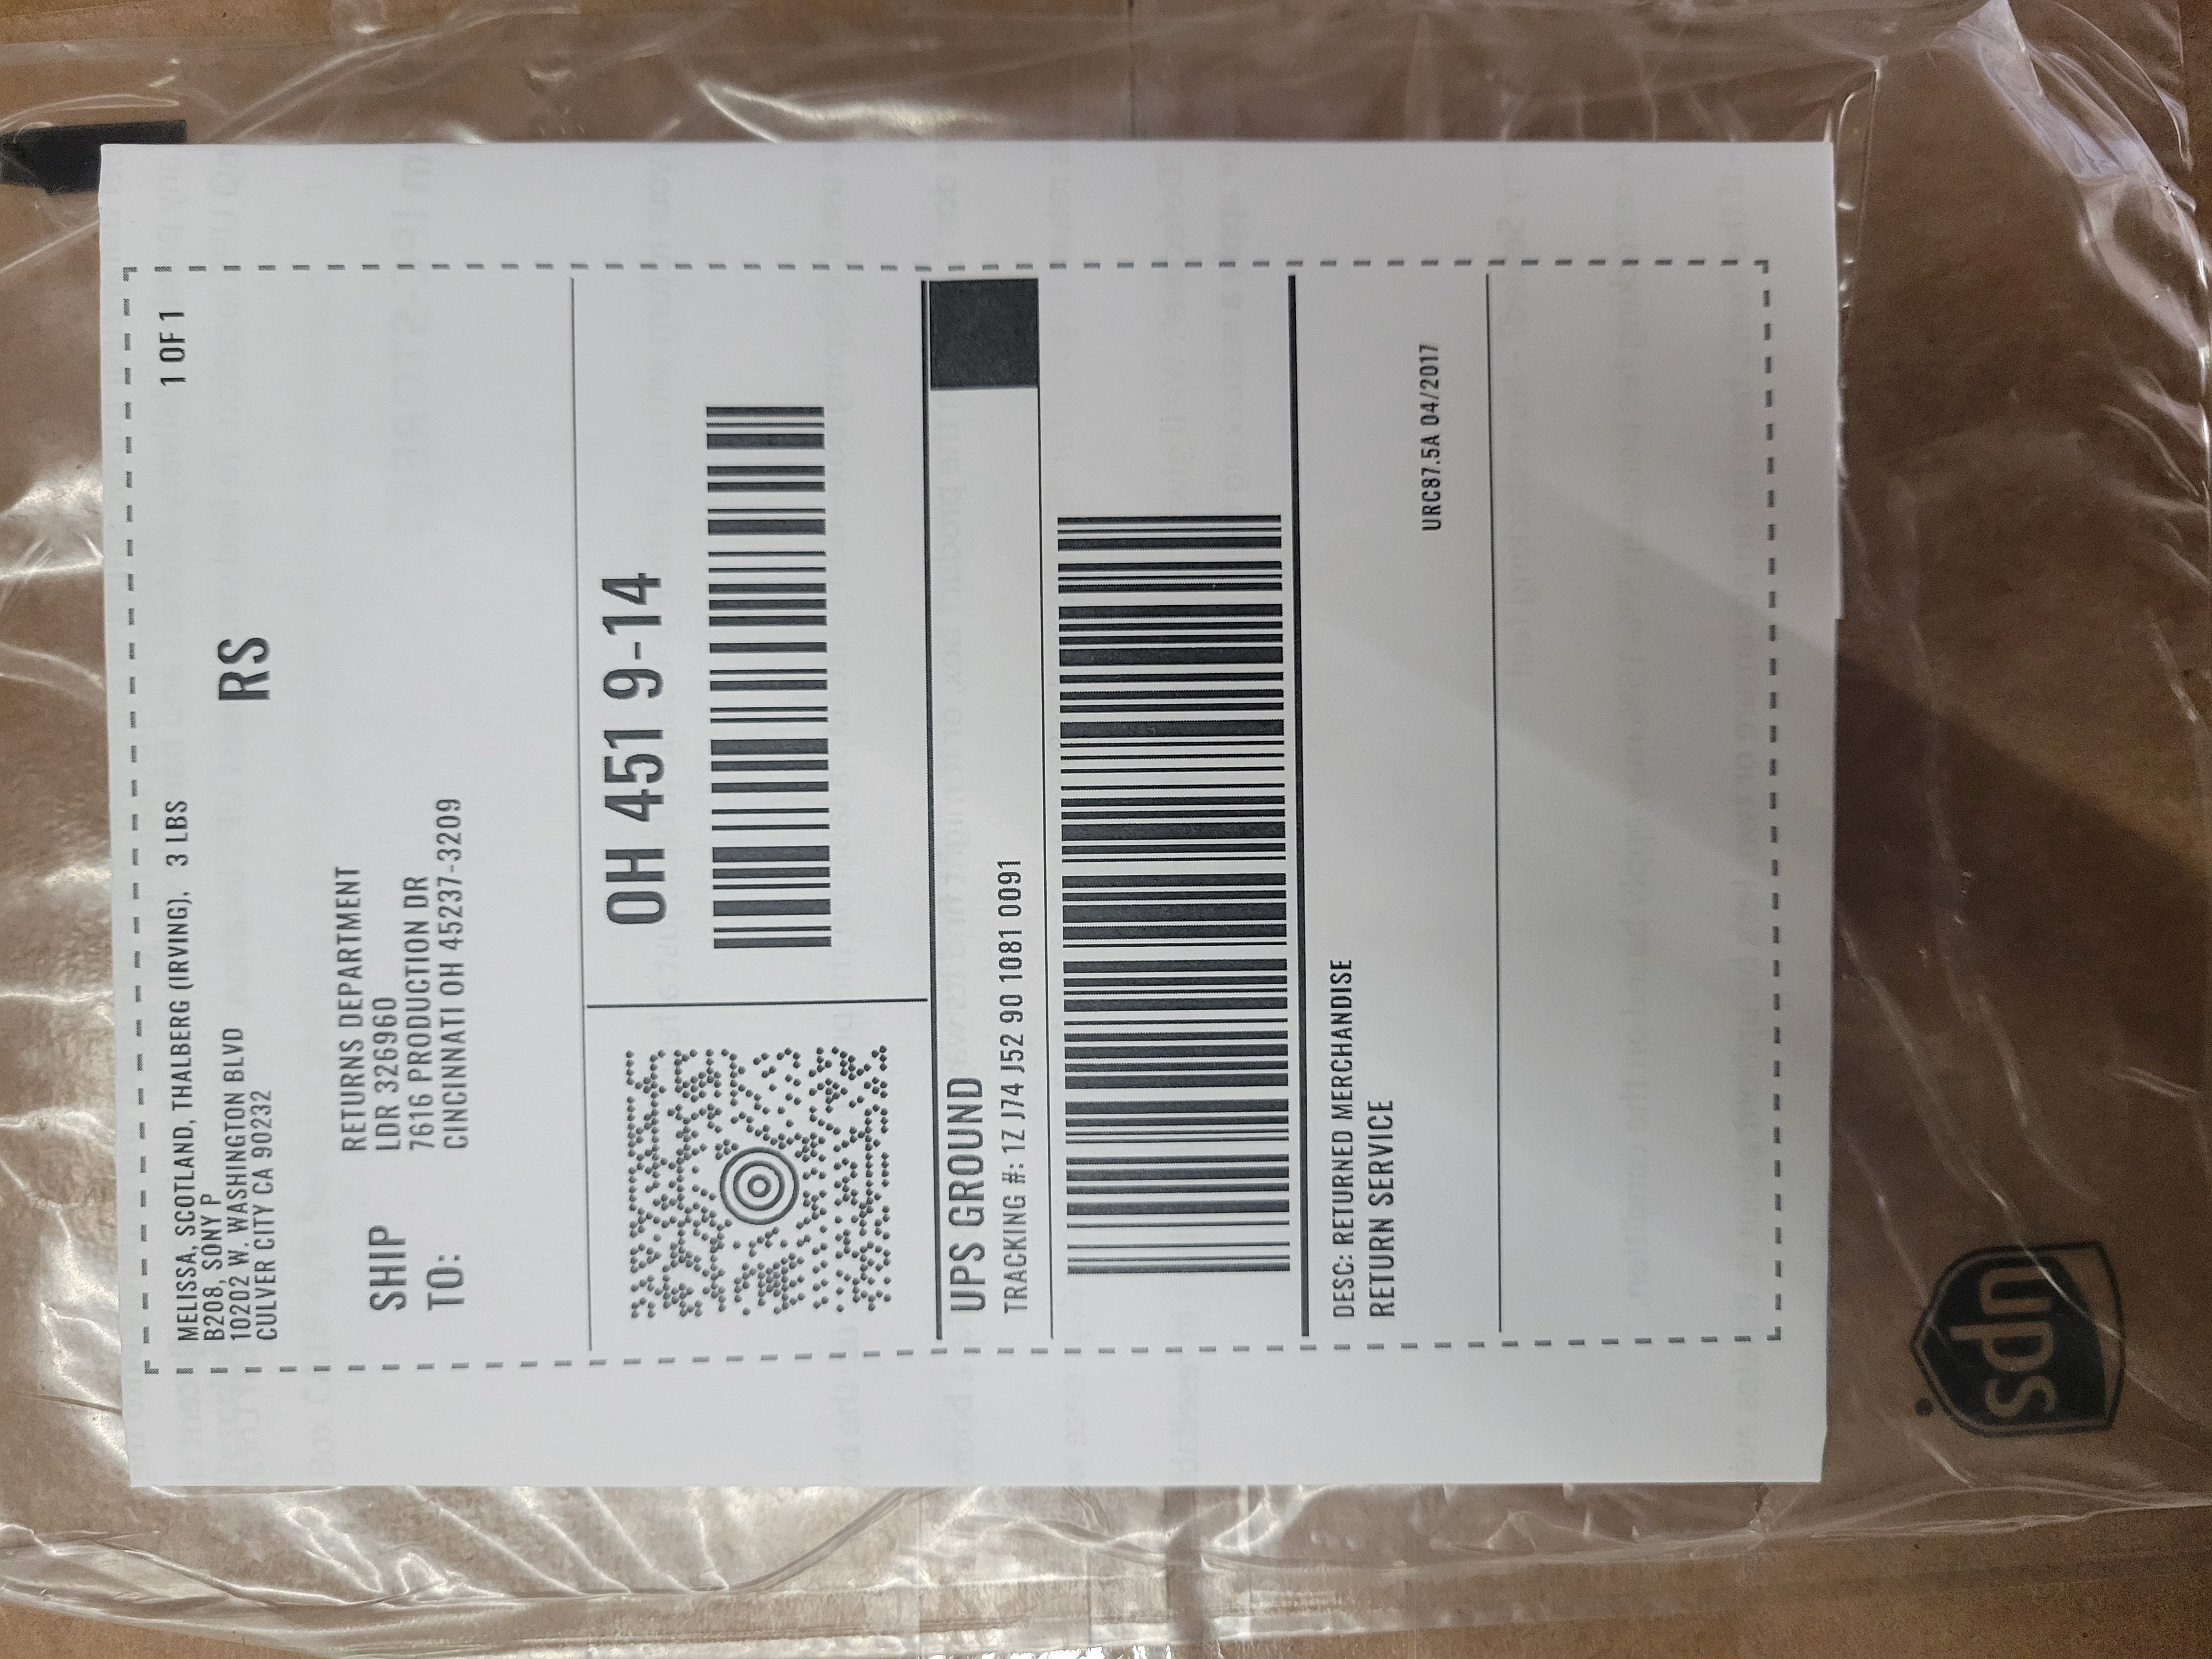 MELISSA, SCOTLAND, THALBERG (IRVING), 3 LBS 1 OF 1
B208, SONY P
10202 W. WASHINGTON BLVD
CULVER CITY CA 90232
RS
SHIP TO:
RETURNS DEPARTMENT
LDR 326960
7616 PRODUCTION DR
CINCINNATI OH 45237-3209
OH 451 9-14
UPS GROUND
TRACKING #: 1Z J74 J52 90 1081 0091
DESC: RETURNED MERCHANDISE
RETURN SERVICE
URC87.5A 04/2017
ups